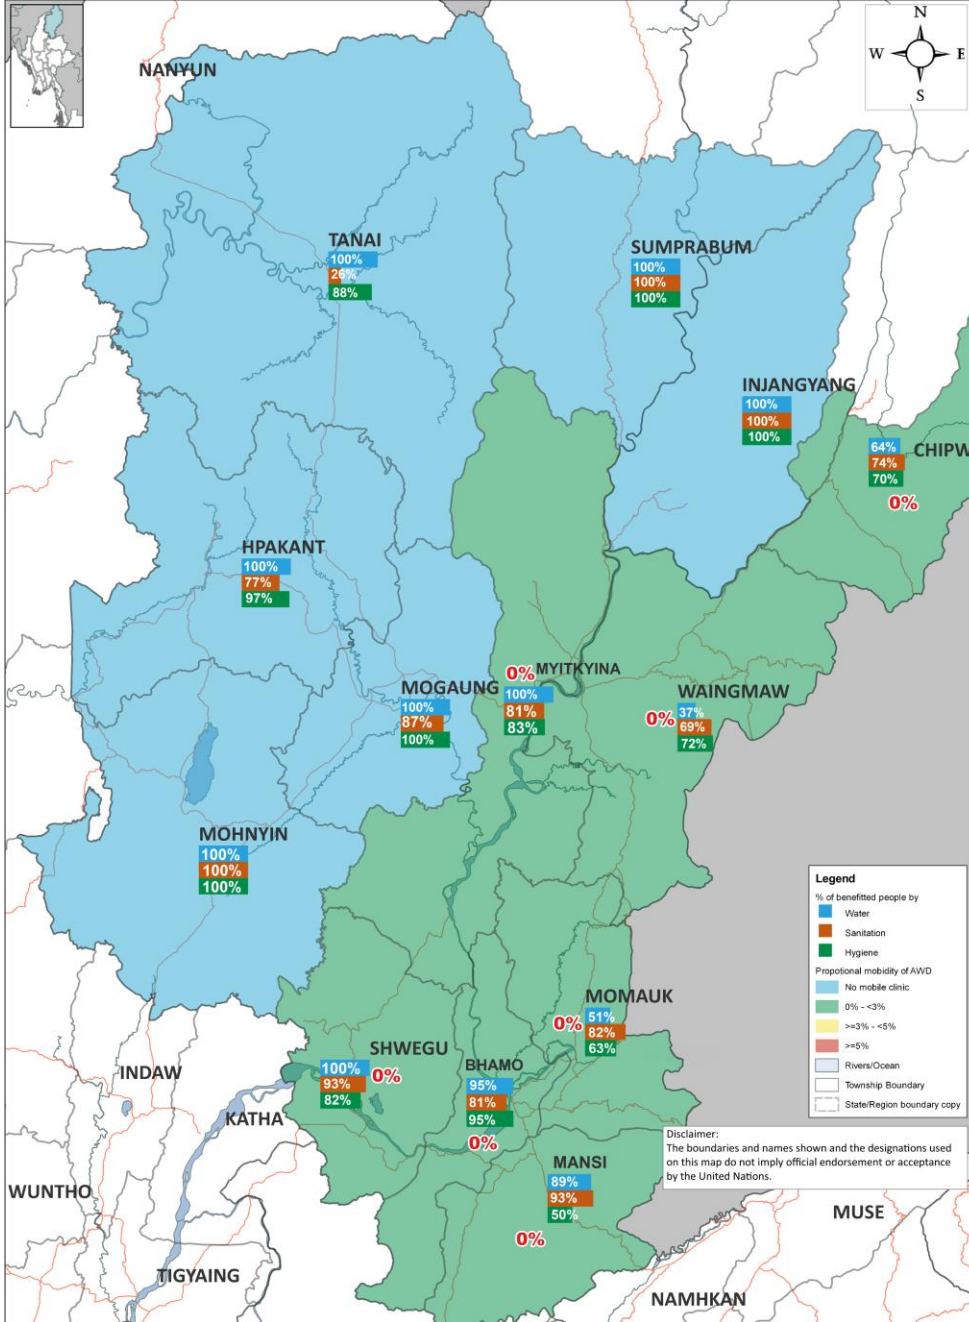 N
W E
S
NANYUN
TANAI
100%
26%
88%
SUMPRABUM
100%
100%
100%
INJANGYANG
100%
100%
100%
CHIPW
64%
74%
70%
0%
HPAKANT
100%
77%
97%
MOGAUNG
100%
87%
100%
0% MYITKYINA
100%
81%
83%
WAINGMAW
0%
37%
69%
72%
MOHNYIN
100%
100%
100%
Legend
% of benefitted people by
Water
Sanitation
Hygiene
Propotional mobidity of AWD
No mobile clinic
0% - <3%
>=3% - <5%
>=5%
Rivers/Ocean
Township Boundary
State/Region boundary copy
MOMAUK
0%
51%
82%
63%
SHWEGU
100%
93%
82%
0%
BHAMO
95%
81%
95%
0%
INDAW
KATHA
Disclaimer:
The boundaries and names shown and the designations used
on this map do not imply official endorsement or acceptance
by the United Nations.
MANSI
89%
93%
50%
0%
WUNTHO
MUSE
TIGYAING
NAMHKAN